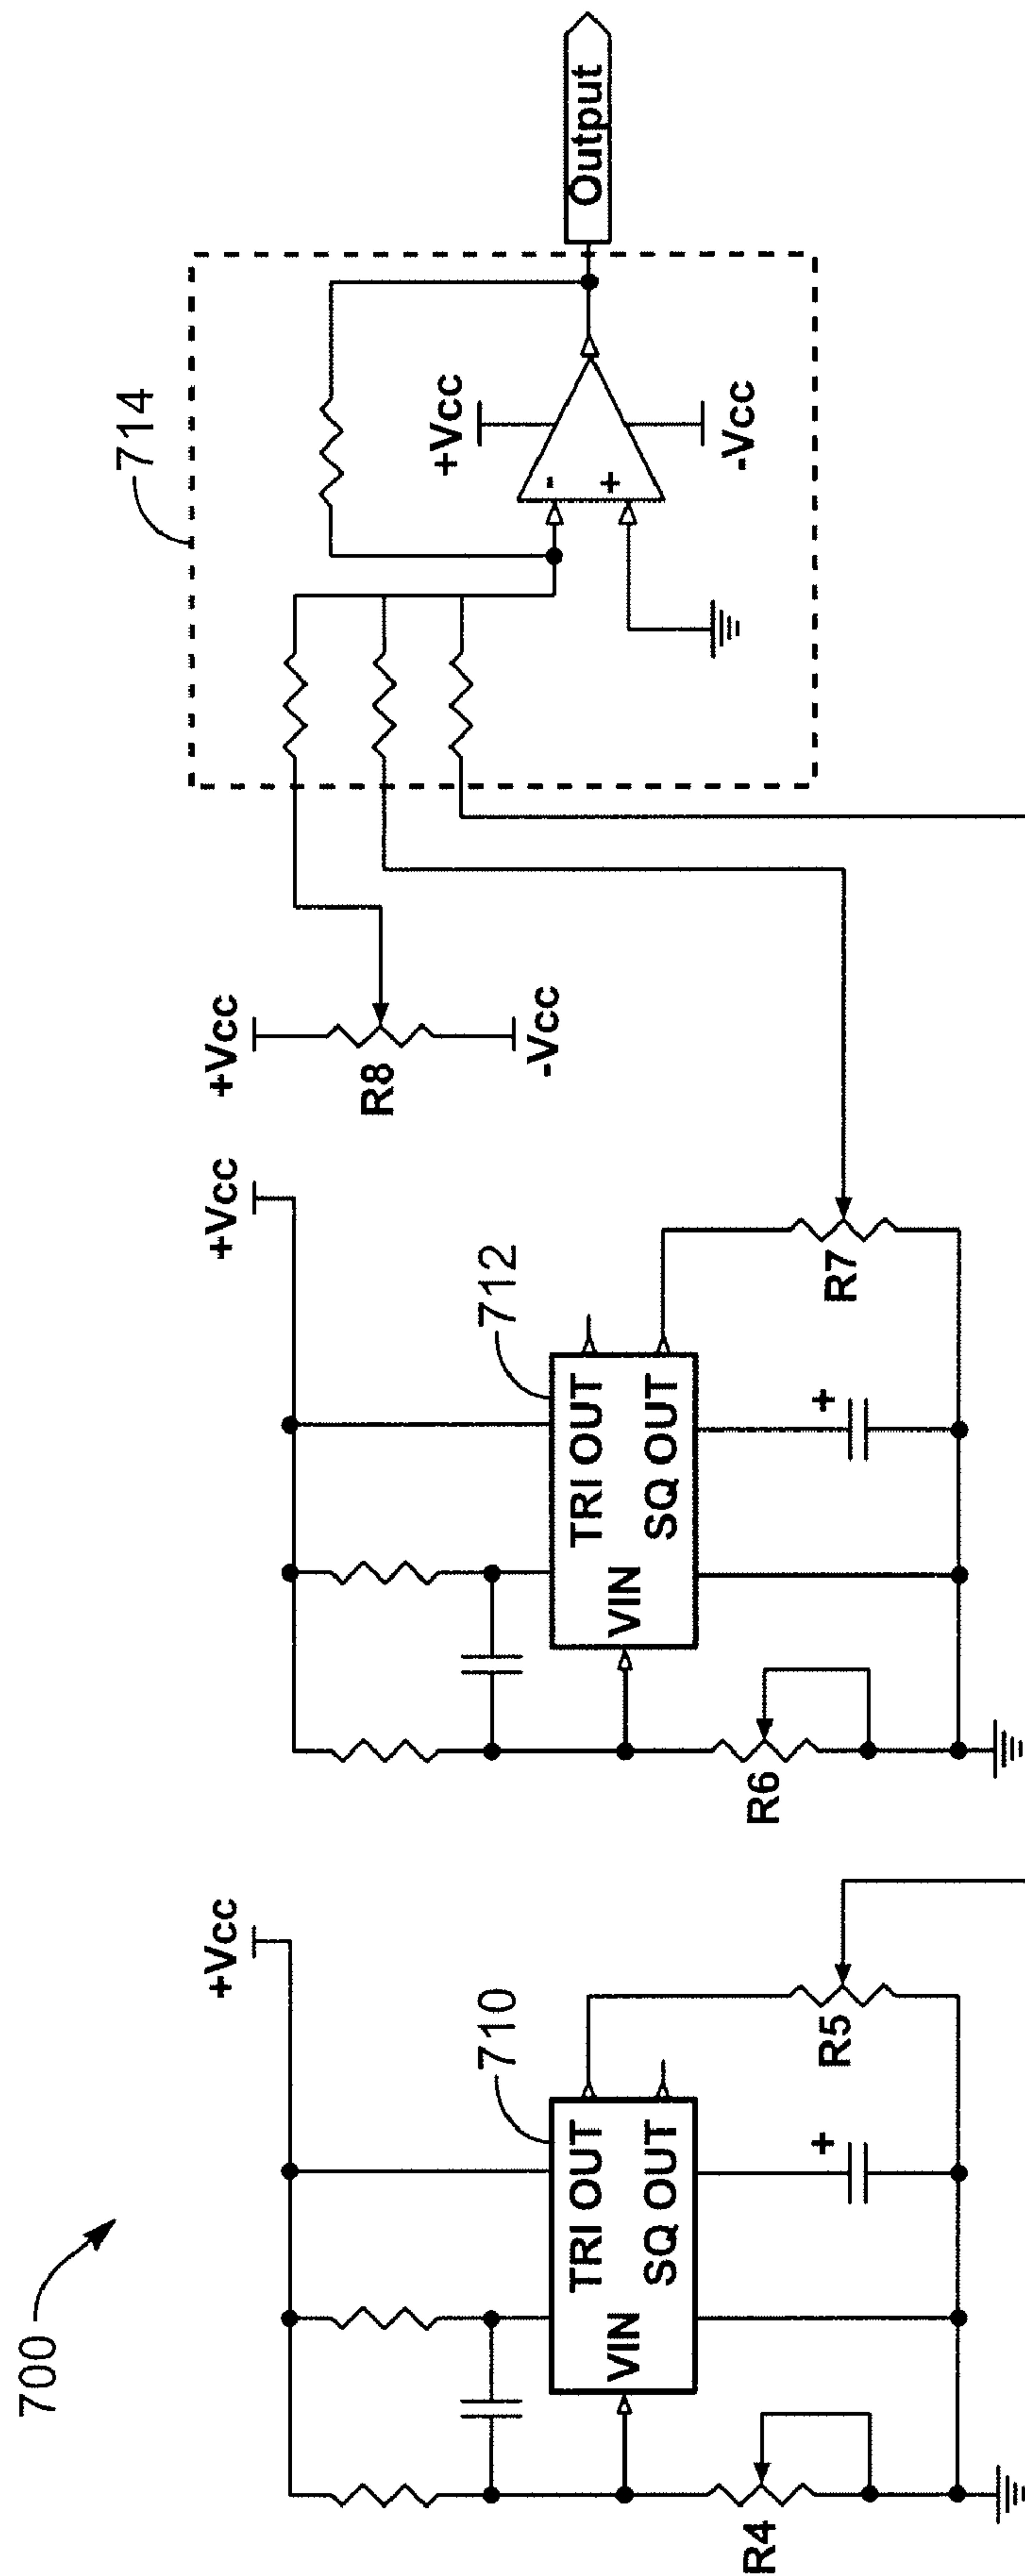 700
+Vcc
710
VIN
TRI OUT
SQ OUT
+
R4
R5
+Vcc
712
VIN
TRI OUT
SQ OUT
+
R6
R7
+Vcc
R8
-Vcc
714
+Vcc
-
+
-Vcc
Output